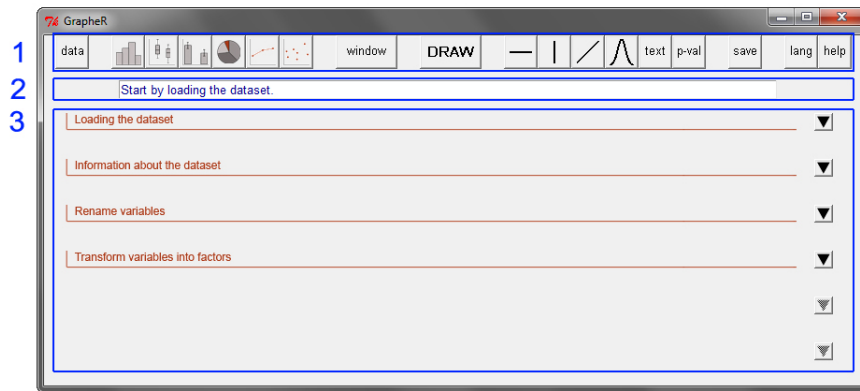 GrapheR
1
data window DRAW text p-val save lang help
2
Start by loading the dataset.
3
Loading the dataset
Information about the dataset
Rename variables
Transform variables into factors